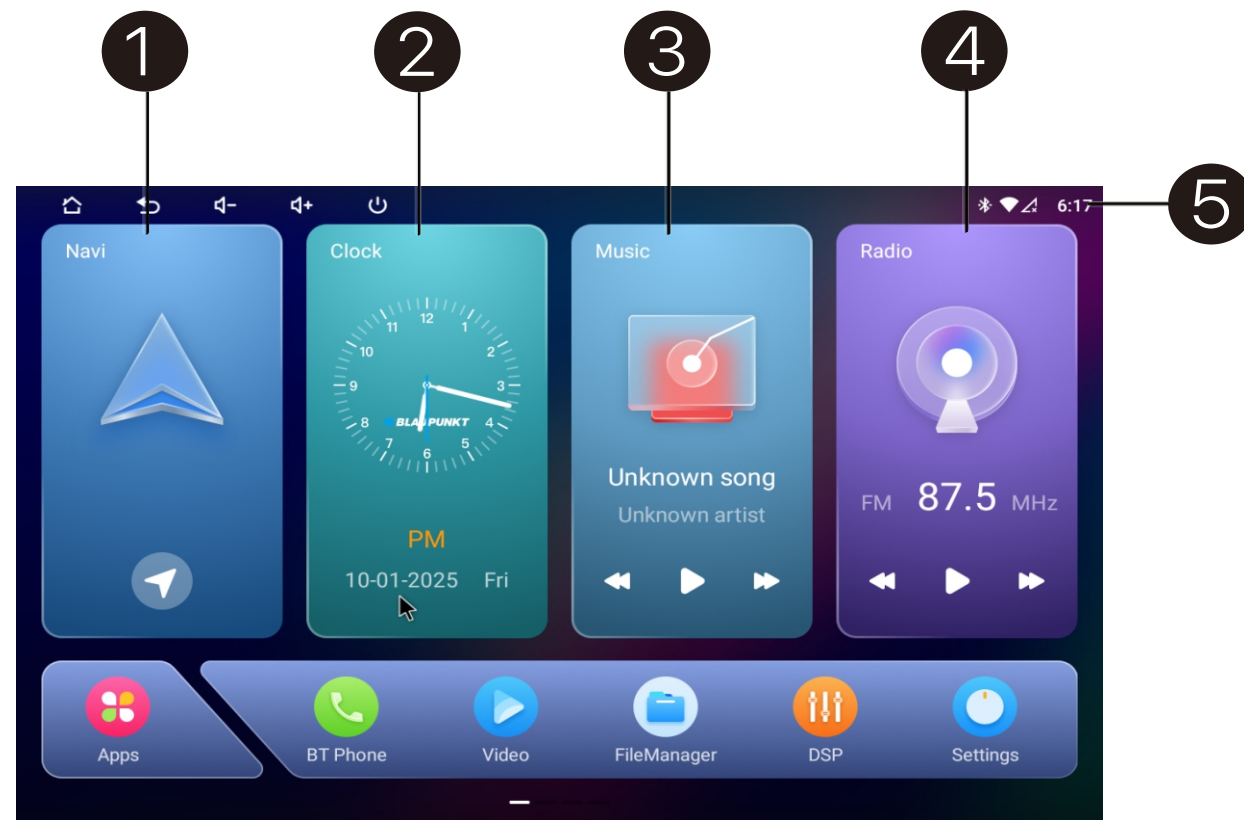 1
2
3
4
5
6:17
Navi
Clock
Music
Radio
12
1
2
3
4
5
6
7
8
9
10
11
BLAUPUNKT
PM
10-01-2025 Fri
Unknown song
Unknown artist
FM 87.5 MHz
Apps
BT Phone
Video
FileManager
DSP
Settings